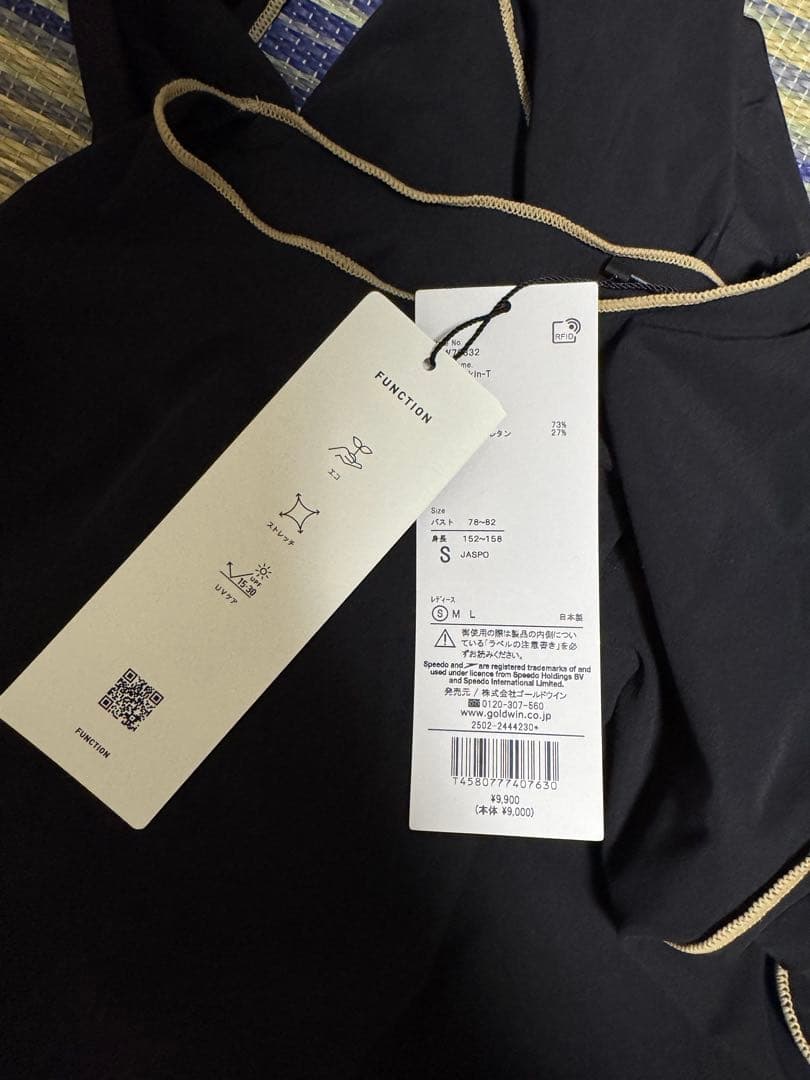 FUNCTION
エコ
ストレッチ
UPF
15-30
UVケア
FUNCTION
RFID
No.
332
kin-T
73%
タン 27%
Size
バスト 78~82
身長 152~158
S JASPO
レディース
S M L 日本製
御使用の際は製品の内側につい
ている「ラベルの注意書き」を必
ずお読みください。
Speedo and are registered trademarks of and
used under licence from Speedo Holdings BV
and Speedo International Limited.
発売元 / 株式会社ゴールドウイン
0120-307-560
www.goldwin.co.jp
2502-2444230*
T4580777407630
¥9,900
(本体 ¥9,000)